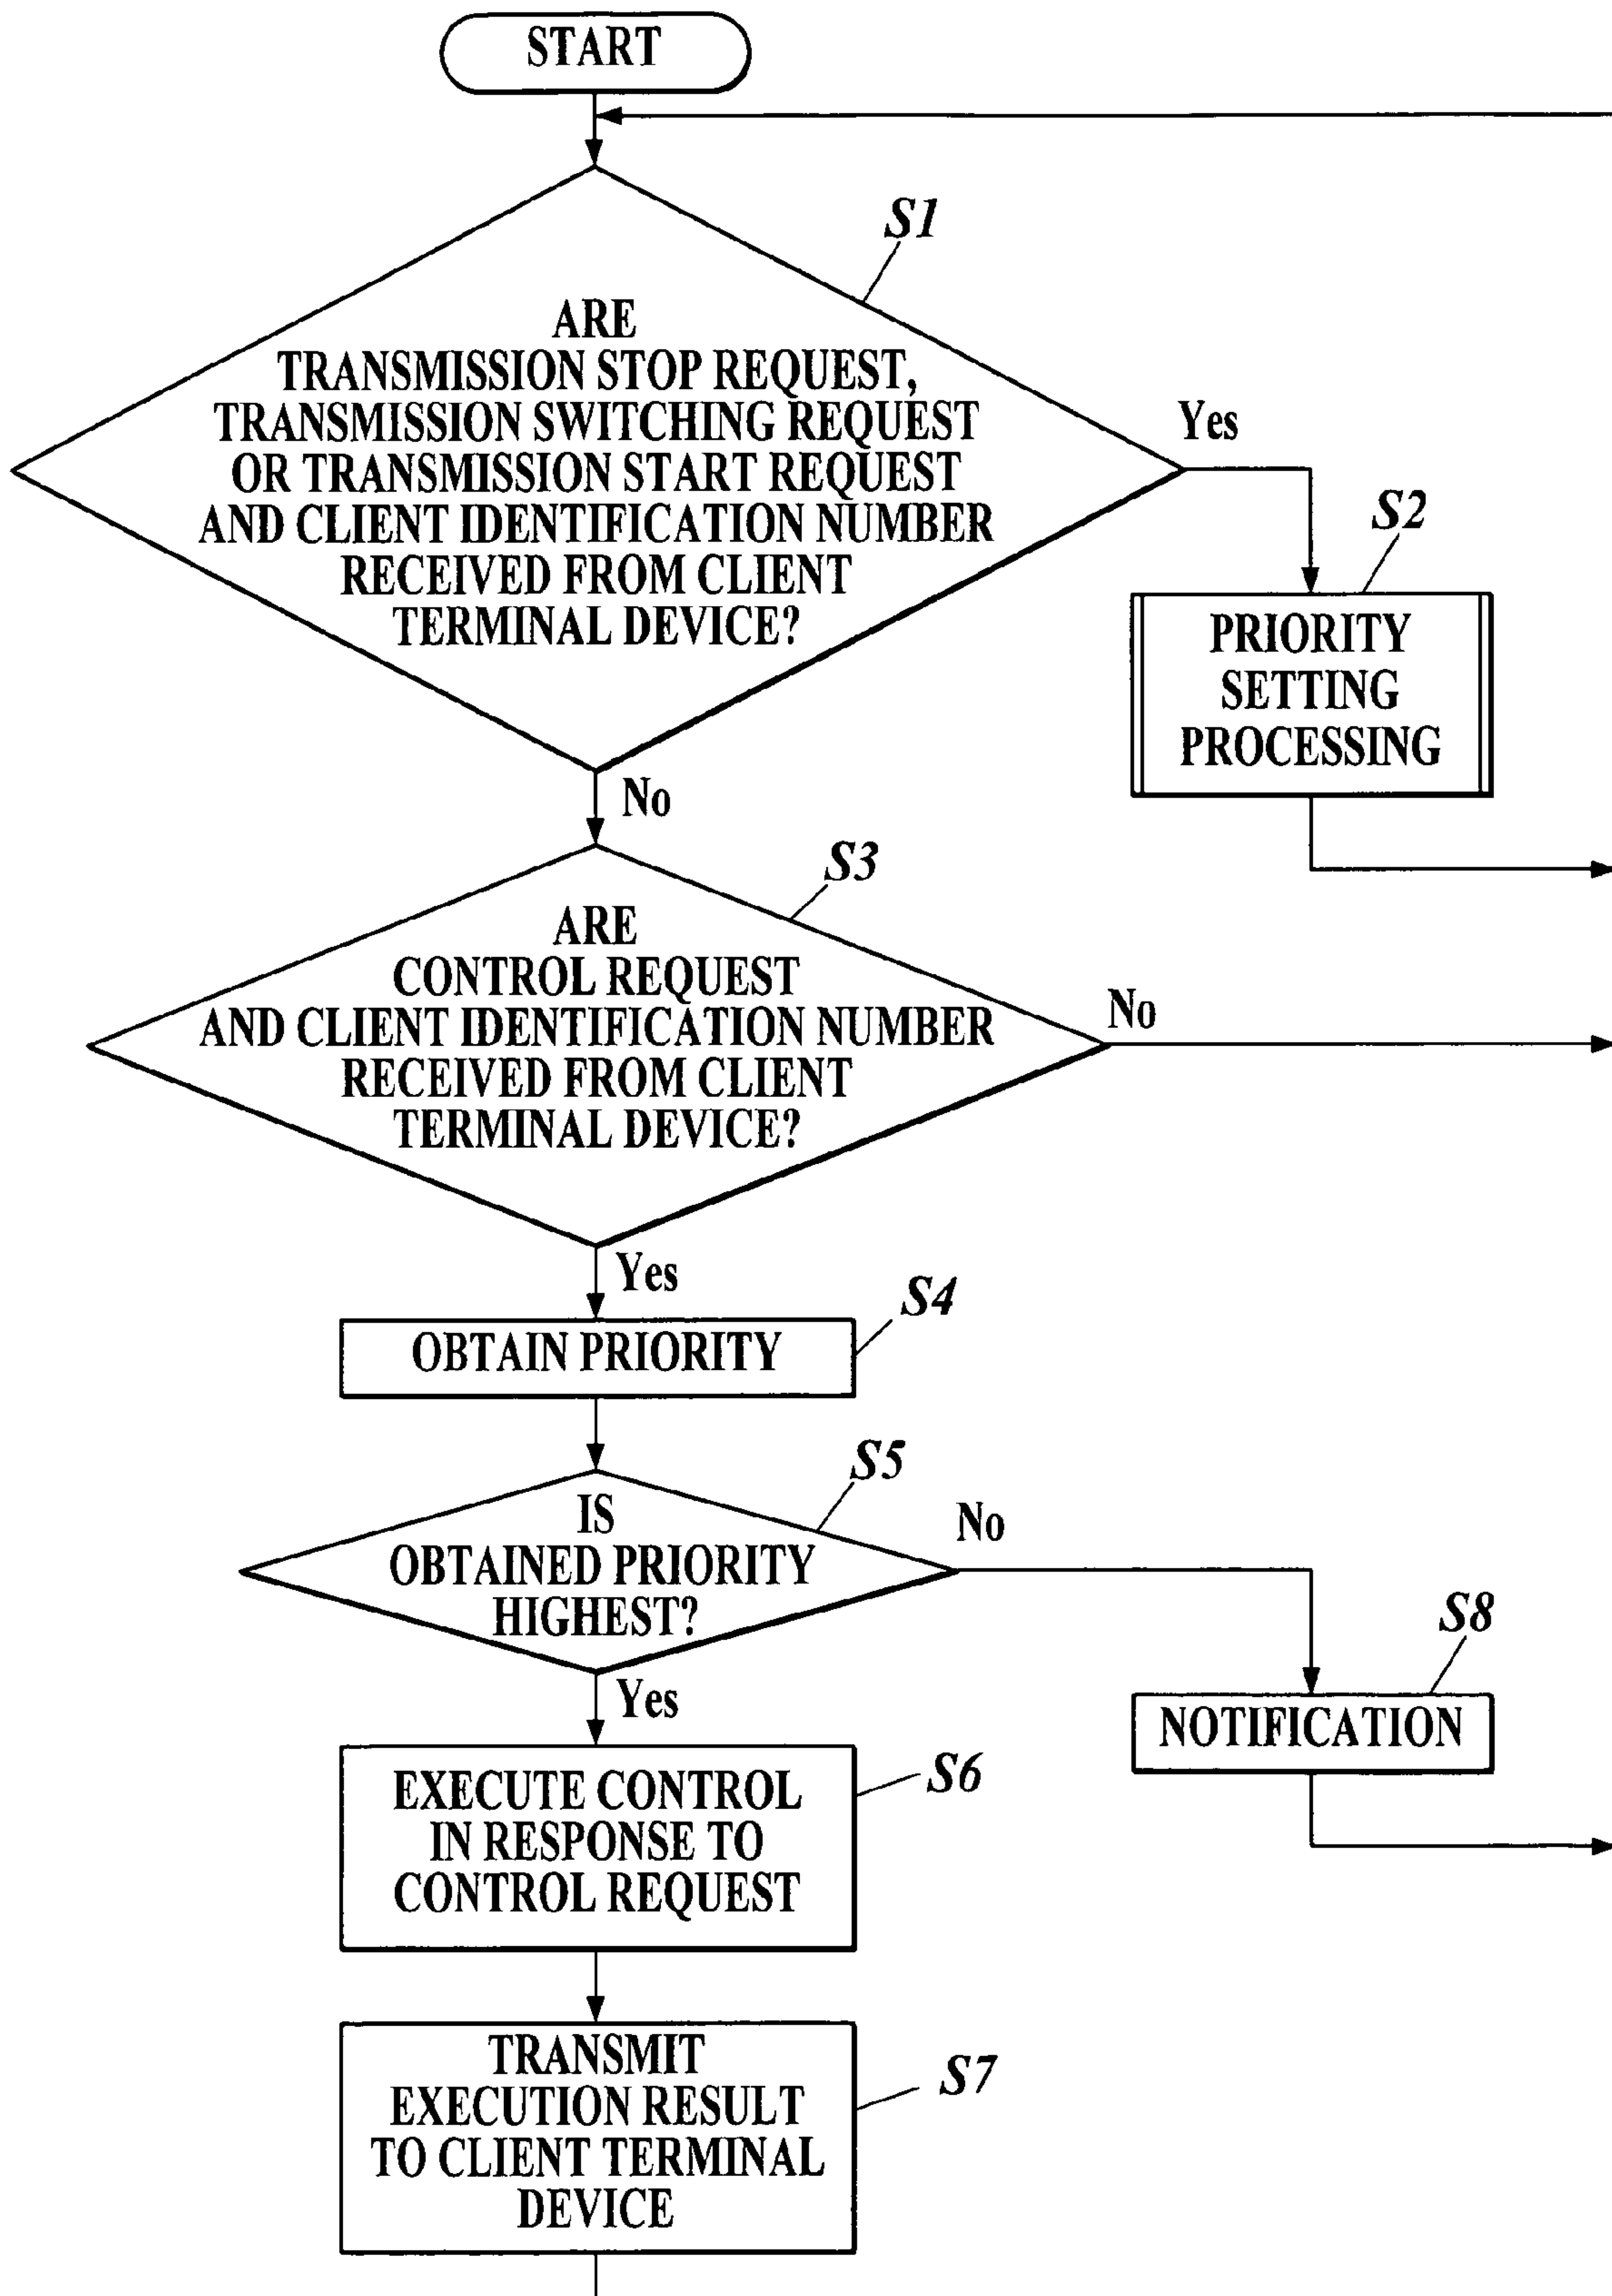 START
S1
ARE
TRANSMISSION STOP REQUEST,
TRANSMISSION SWITCHING REQUEST
OR TRANSMISSION START REQUEST
AND CLIENT IDENTIFICATION NUMBER
RECEIVED FROM CLIENT
TERMINAL DEVICE?
Yes
S2
PRIORITY
SETTING
PROCESSING
No
S3
ARE
CONTROL REQUEST
AND CLIENT IDENTIFICATION NUMBER
RECEIVED FROM CLIENT
TERMINAL DEVICE?
No
Yes
S4
OBTAIN PRIORITY
S5
IS
OBTAINED PRIORITY
HIGHEST?
No
S8
NOTIFICATION
Yes
S6
EXECUTE CONTROL
IN RESPONSE TO
CONTROL REQUEST
S7
TRANSMIT
EXECUTION RESULT
TO CLIENT TERMINAL
DEVICE